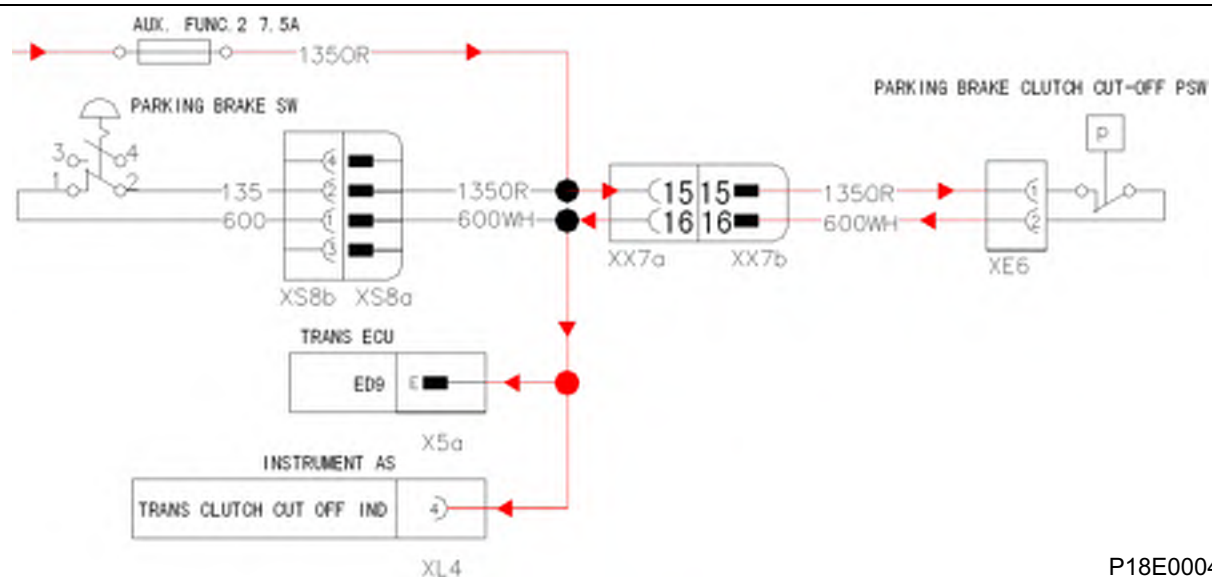 AUX. FUNC.2 7.5A
1350R
PARKING BRAKE CLUTCH CUT-OFF PSW
PARKING BRAKE SW
P
3 4
1 2
4
135 2 1350R 15 15 1350R 1
600 1 600WH 16 16 600WH 2
3
XX7a XX7b XE6
XS8b XS8a
TRANS ECU
ED9 E
X5a
INSTRUMENT AS
TRANS CLUTCH CUT OFF IND 4
XL4
P18E0004